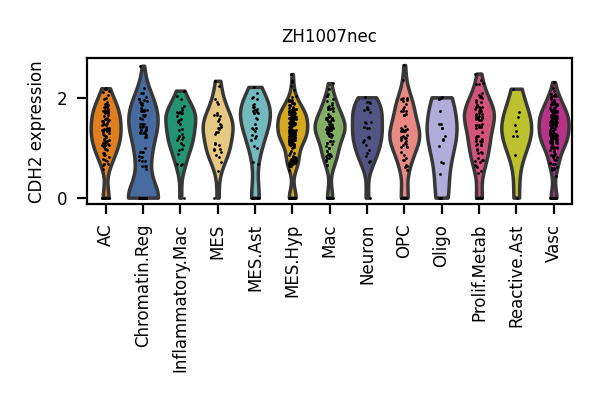 ZH1007nec
CDH2 expression
2
0
AC
Chromatin.Reg
Inflammatory.Mac
MES
MES.Ast
MES.Hyp
Mac
Neuron
OPC
Oligo
Prolif.Metab
Reactive.Ast
Vasc